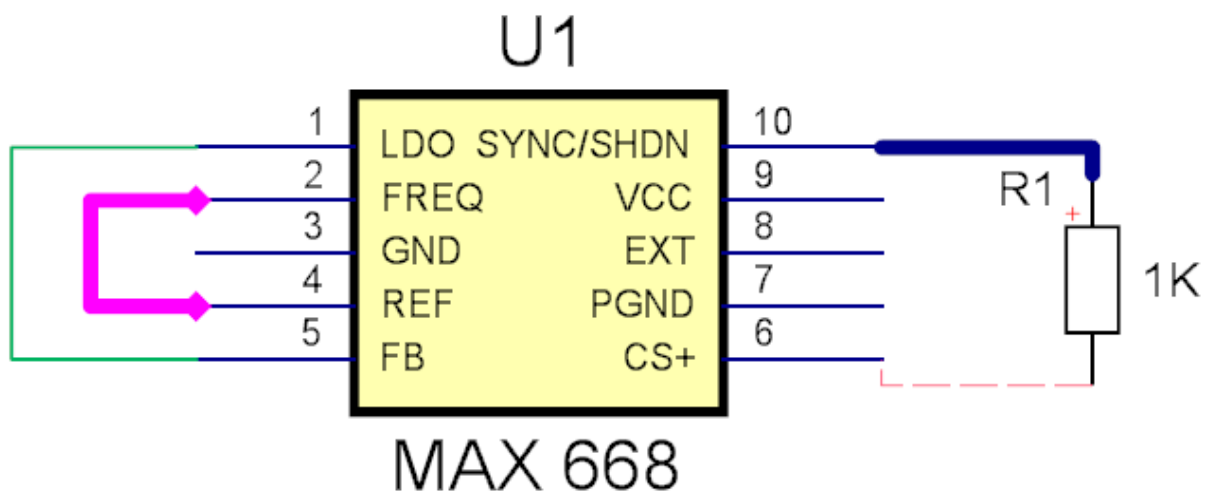 U1
1 LDO SYNC/SHDN 10
2 FREQ VCC 9
3 GND EXT 8
4 REF PGND 7
5 FB CS+ 6
MAX 668
R1
+
1K